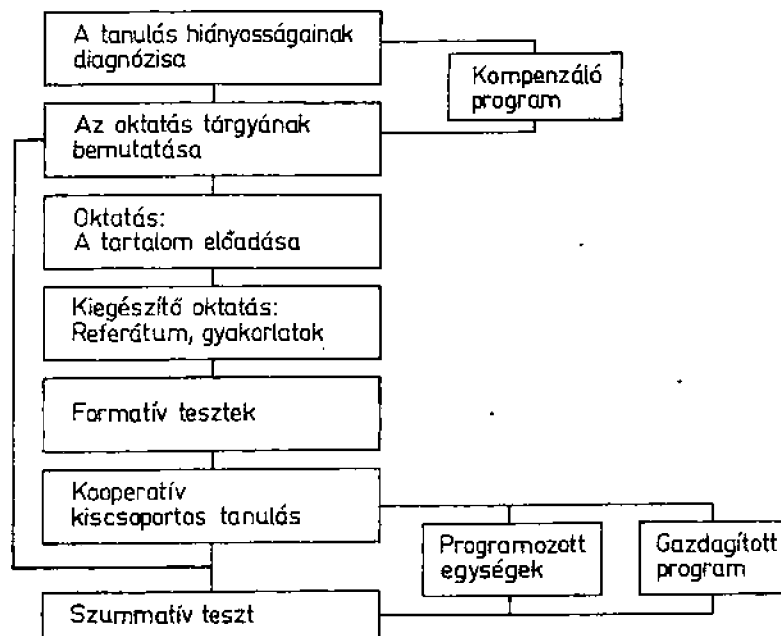 A tanulás hiányosságainak
diagnózisa
Kompenzáló
program
Az oktatás tárgyának
bemutatása
Oktatás:
A tartalom előadása
Kiegészítő oktatás:
Referátum, gyakorlatok
Formatív tesztek
Kooperatív
kiscsoportos tanulás
Programozott
egységek
Gazdagított
program
Szummatív teszt